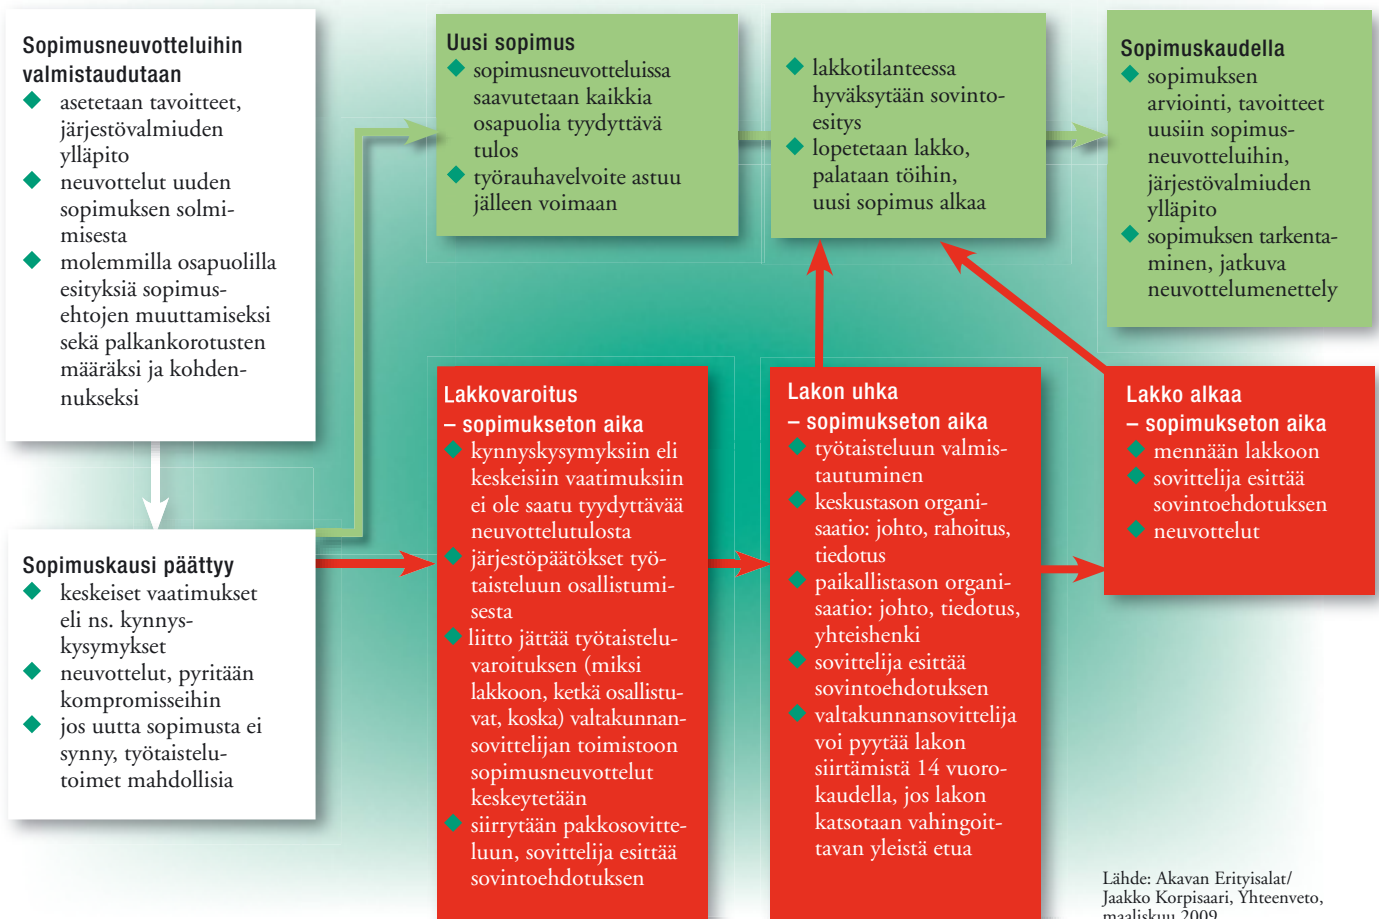 Sopimusneuvotteluihin
valmistaudutaan
◆ asetetaan tavoitteet,
järjestövalmiuden
ylläpito
◆ neuvottelut uuden
sopimuksen solmi-
misesta
◆ molemmilla osapuolilla
esityksiä sopimus-
ehtojen muuttamiseksi
sekä palkankorotusten
määräksi ja kohden-
nukseksi
Uusi sopimus
◆ sopimusneuvotteluissa
saavutetaan kaikkia
osapuolia tyydyttävä
tulos
◆ työrauhavelvoite astuu
jälleen voimaan
◆ lakkotilanteessa
hyväksytään sovinto-
esitys
◆ lopetetaan lakko,
palataan töihin,
uusi sopimus alkaa
Sopimuskaudella
◆ sopimuksen
arviointi, tavoitteet
uusiin sopimus-
neuvotteluihin,
järjestövalmiuden
ylläpito
◆ sopimuksen tarkenta-
minen, jatkuva
neuvottelumenettely
Sopimuskausi päättyy
◆ keskeiset vaatimukset
eli ns. kynnys-
kysymykset
◆ neuvottelut, pyritään
kompromisseihin
◆ jos uutta sopimusta ei
synny, työtaistelu-
toimet mahdollisia
Lakkovaroitus
– sopimukseton aika
◆ kynnyskysymyksiin eli
keskeisiin vaatimuksiin
ei ole saatu tyydyttävää
neuvottelutulosta
◆ järjestöpäätökset työ-
taisteluun osallistumi-
sesta
◆ liitto jättää työtaistelu-
varoituksen (miksi
lakkoon, ketkä osallistu-
vat, koska) valtakunnan-
sovittelijan toimistoon
sopimusneuvottelut
keskeytetään
◆ siirrytään pakkosovitte-
luun, sovittelija esittää
sovintoehdotuksen
Lakon uhka
– sopimukseton aika
◆ työtaisteluun valmis-
tautuminen
◆ keskustason organi-
saatio: johto, rahoitus,
tiedotus
◆ paikallistason organi-
saatio: johto, tiedotus,
yhteishenki
◆ sovittelija esittää
sovintoehdotuksen
◆ valtakunnansovittelija
voi pyytää lakon
siirtämistä 14 vuoro-
kaudella, jos lakon
katsotaan vahingoit-
tavan yleistä etua
Lakko alkaa
– sopimukseton aika
◆ mennään lakkoon
◆ sovittelija esittää
sovintoehdotuksen
◆ neuvottelut
Lähde: Akavan Erityisalat/
Jaakko Korpisaari, Yhteenveto,
maaliskuu 2009